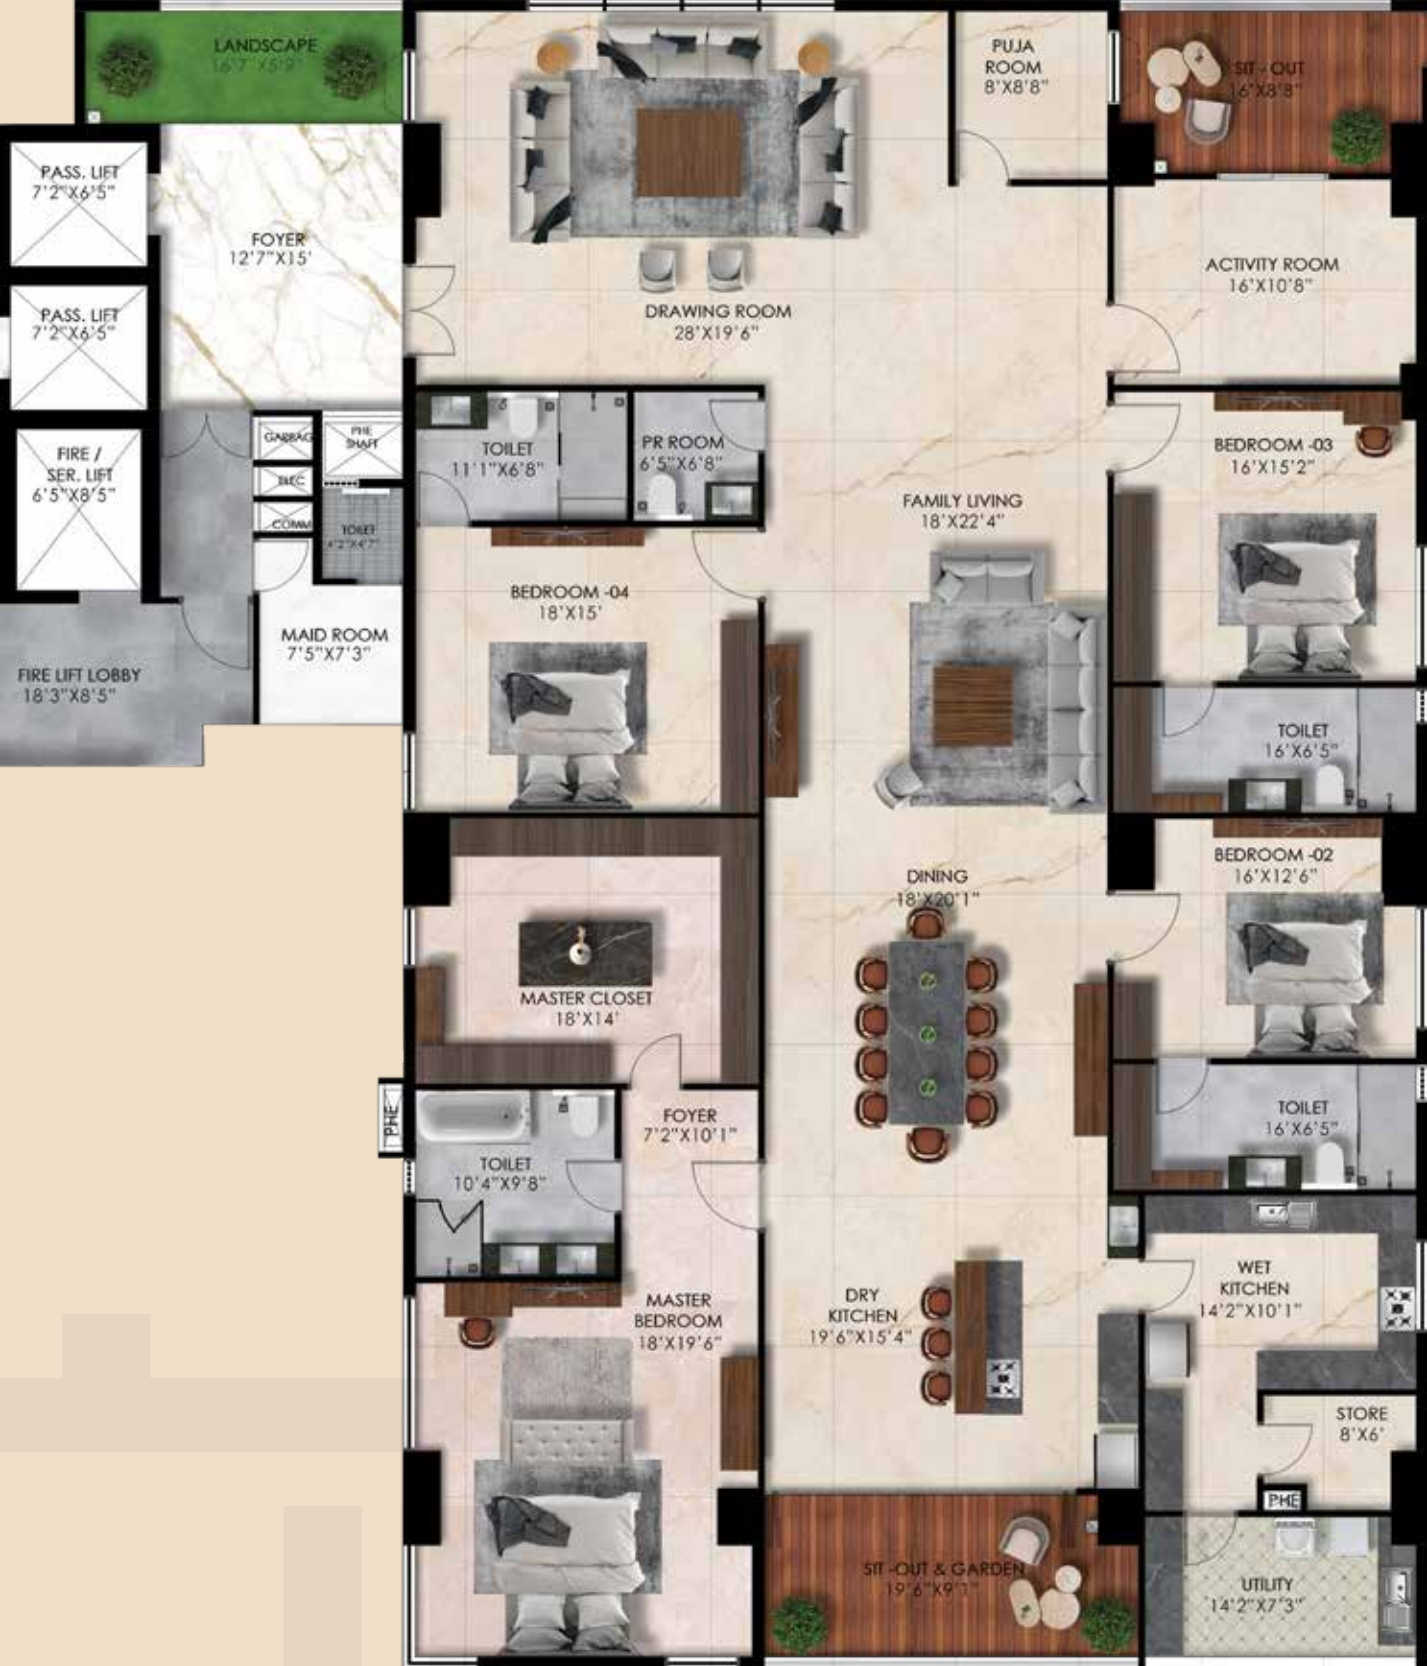 LANDSCAPE
16'7"X5'9"
PUJA
ROOM
8'X8'8"
SIT - OUT
16'X8'8"
PASS. LIFT
7'2"X6'5"
FOYER
12'7"X15'
ACTIVITY ROOM
16'X10'8"
PASS. LIFT
7'2"X6'5"
DRAWING ROOM
28'X19'6"
FIRE /
SER. LIFT
6'5"X8'5"
GARBAG
PHE
SHAFT
ELEC
COMM
TOILET
4'2"X4'7"
TOILET
11'1"X6'8"
PR ROOM
6'5"X6'8"
BEDROOM -03
16'X15'2"
FAMILY LIVING
18'X22'4"
BEDROOM -04
18'X15'
MAID ROOM
7'5"X7'3"
FIRE LIFT LOBBY
18'3"X8'5"
TOILET
16'X6'5"
BEDROOM -02
16'X12'6"
DINING
18'X20'1"
MASTER CLOSET
18'X14'
PHE
FOYER
7'2"X10'1"
TOILET
16'X6'5"
TOILET
10'4"X9'8"
WET
KITCHEN
14'2"X10'1"
MASTER
BEDROOM
18'X19'6"
DRY
KITCHEN
19'6"X15'4"
STORE
8'X6'
PHE
SIT -OUT & GARDEN
19'6"X9'1"
UTILITY
14'2"X7'3"